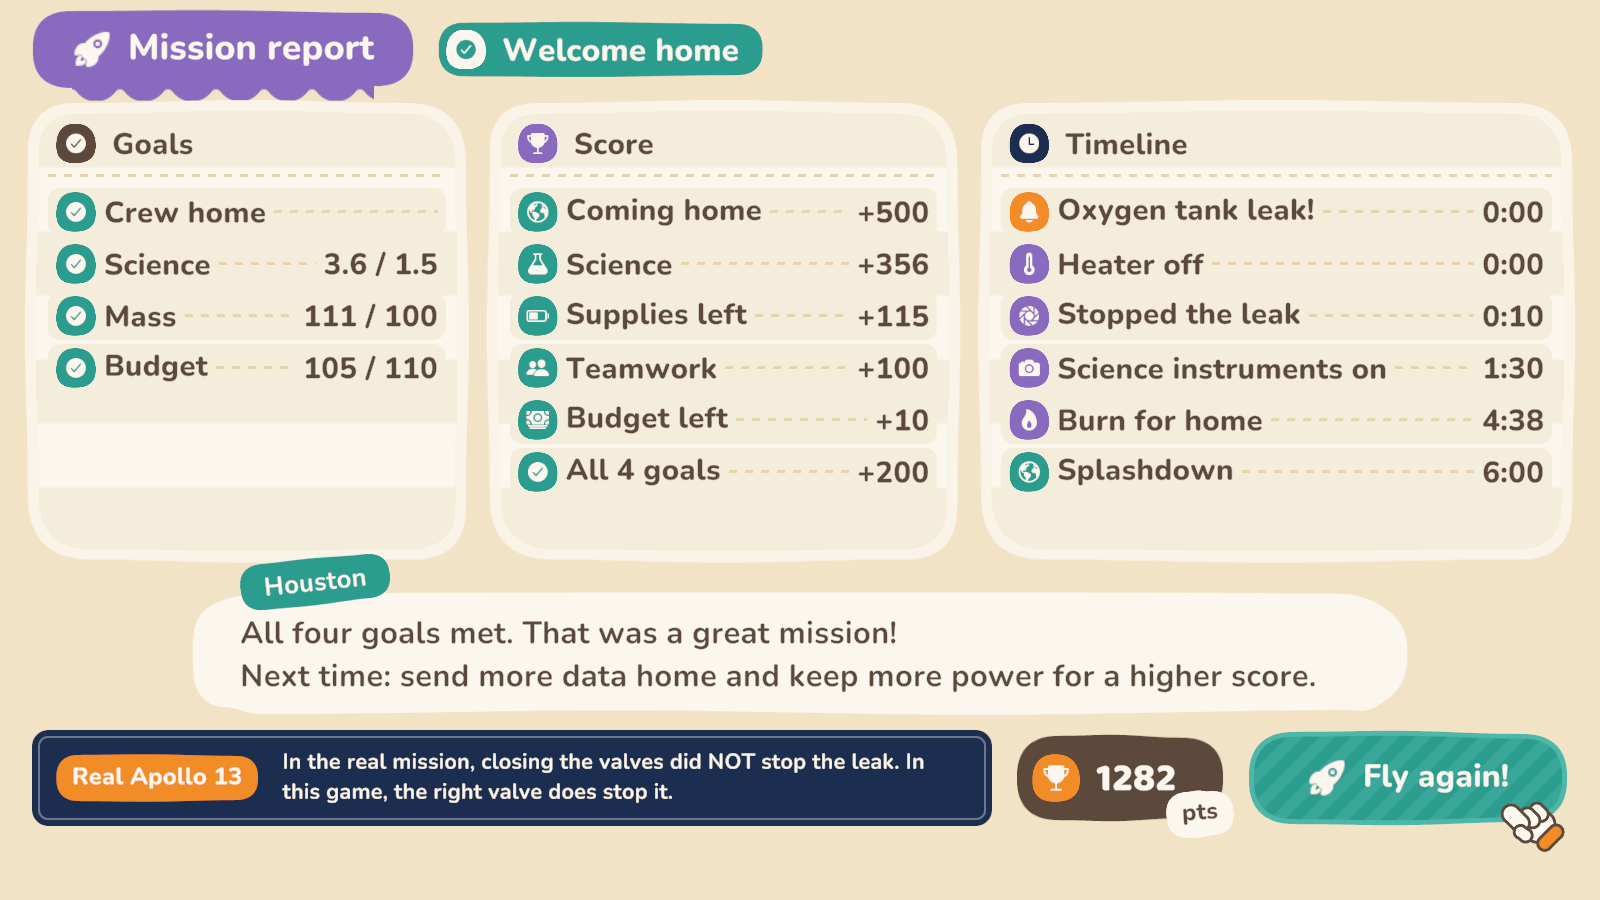 Mission report
Welcome home
Goals
Crew home
Science 3.6 / 1.5
Mass 111 / 100
Budget 105 / 110
Score
Coming home +500
Science +356
Supplies left +115
Teamwork +100
Budget left +10
All 4 goals +200
Timeline
Oxygen tank leak! 0:00
Heater off 0:00
Stopped the leak 0:10
Science instruments on 1:30
Burn for home 4:38
Splashdown 6:00
Houston
All four goals met. That was a great mission!
Next time: send more data home and keep more power for a higher score.
Real Apollo 13
In the real mission, closing the valves did NOT stop the leak. In
this game, the right valve does stop it.
1282
pts
Fly again!